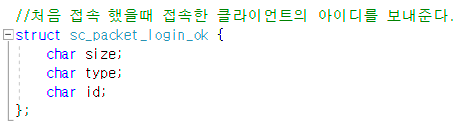 //처음 접속 했을때 접속한 클라이언트의 아이디를 보내준다.
struct sc_packet_login_ok {
char size;
char type;
char id;
};